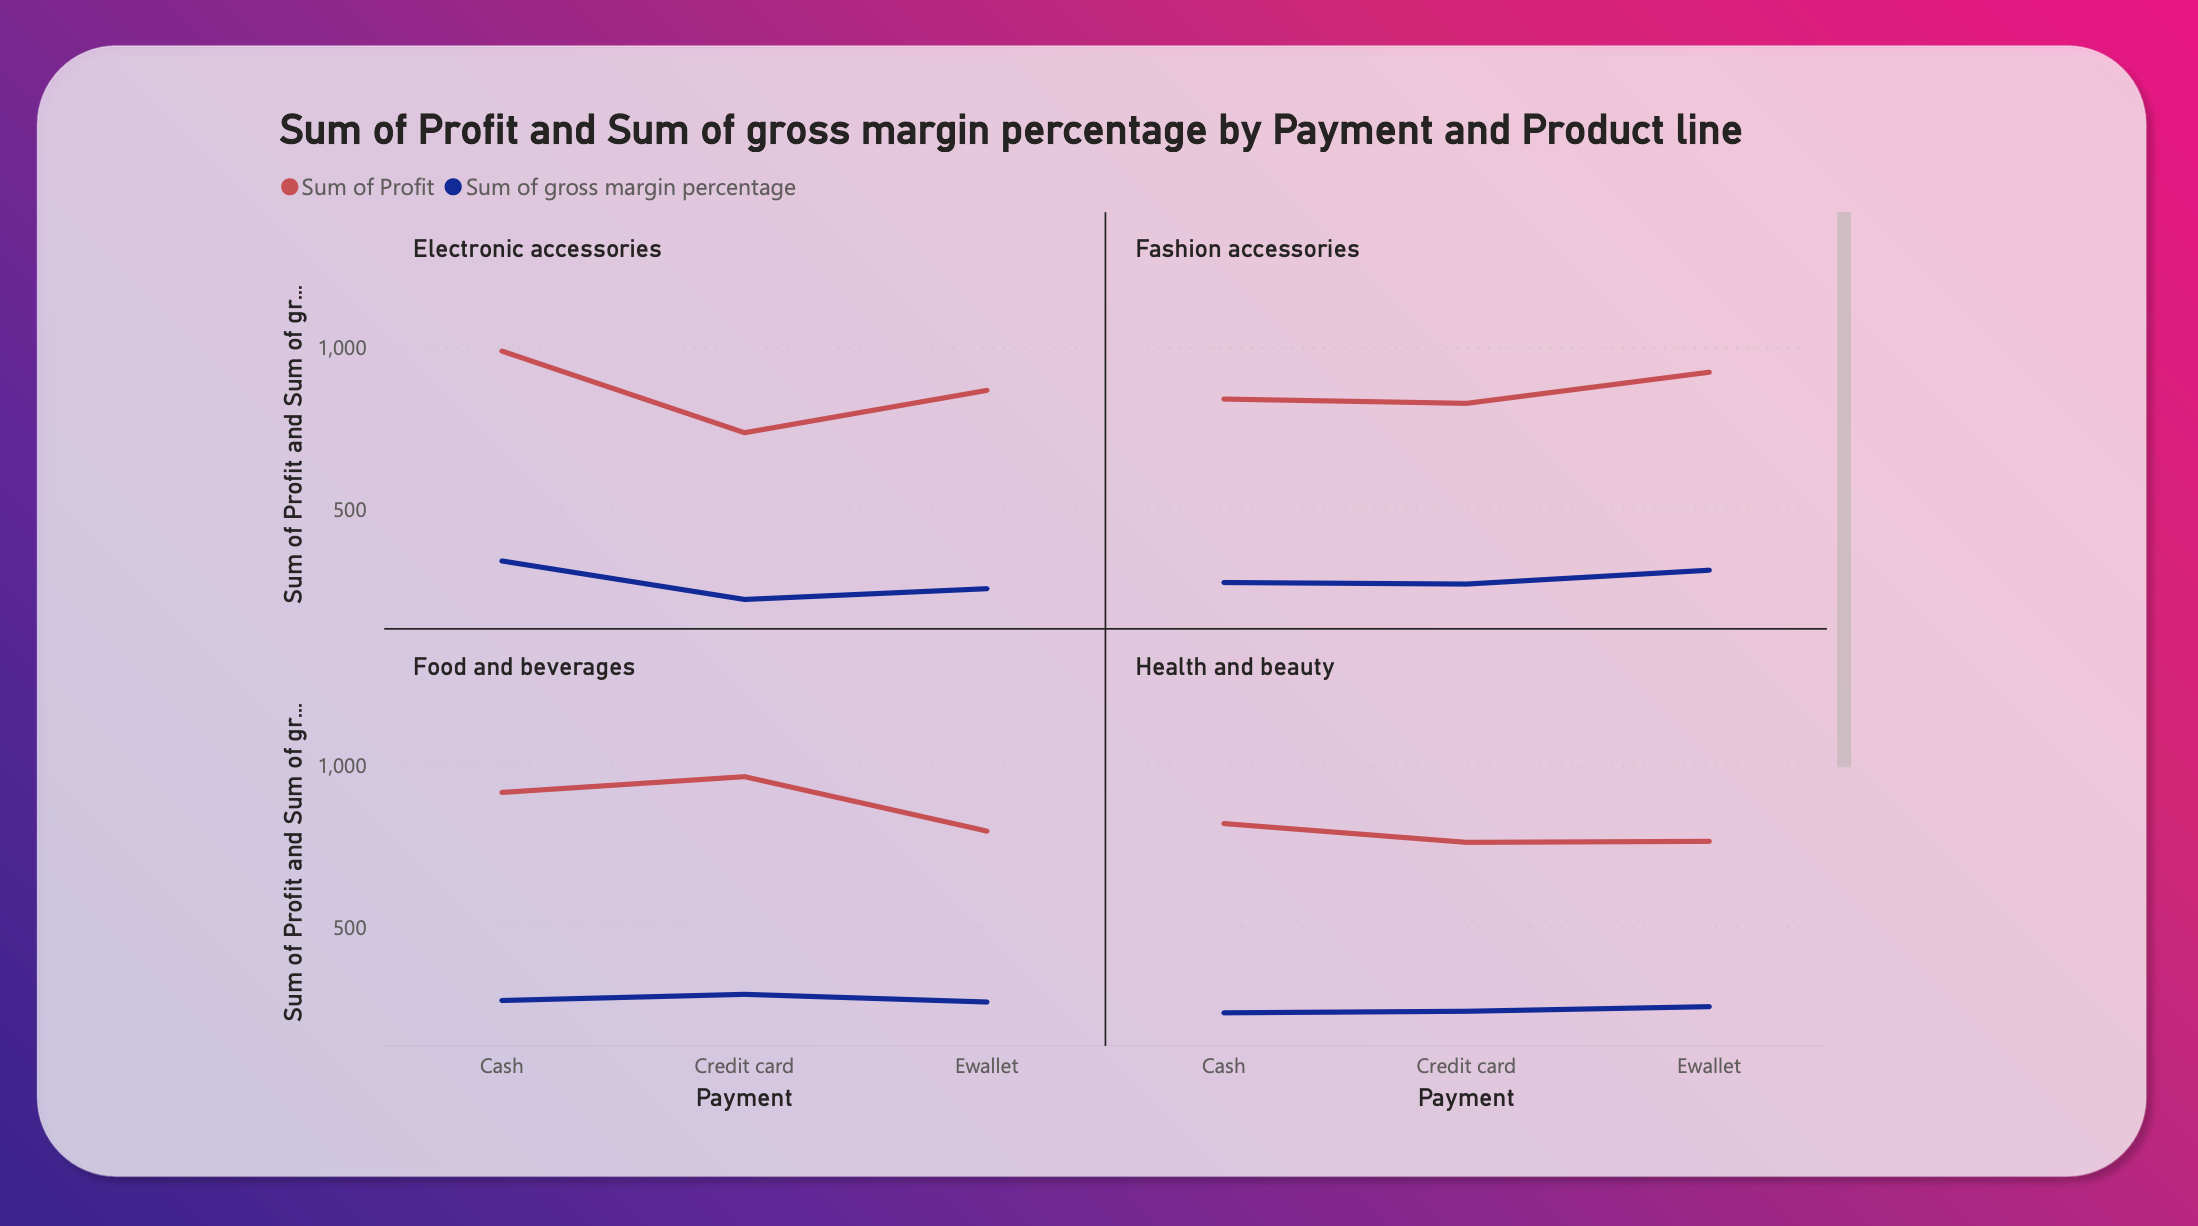 Sum of Profit and Sum of gross margin percentage by Payment and Product line
Sum of Profit
Sum of gross margin percentage
Electronic accessories
Fashion accessories
Sum of Profit and Sum of gr...
1,000
500
Food and beverages
Health and beauty
Sum of Profit and Sum of gr...
1,000
500
Cash
Credit card
Ewallet
Cash
Credit card
Ewallet
Payment
Payment